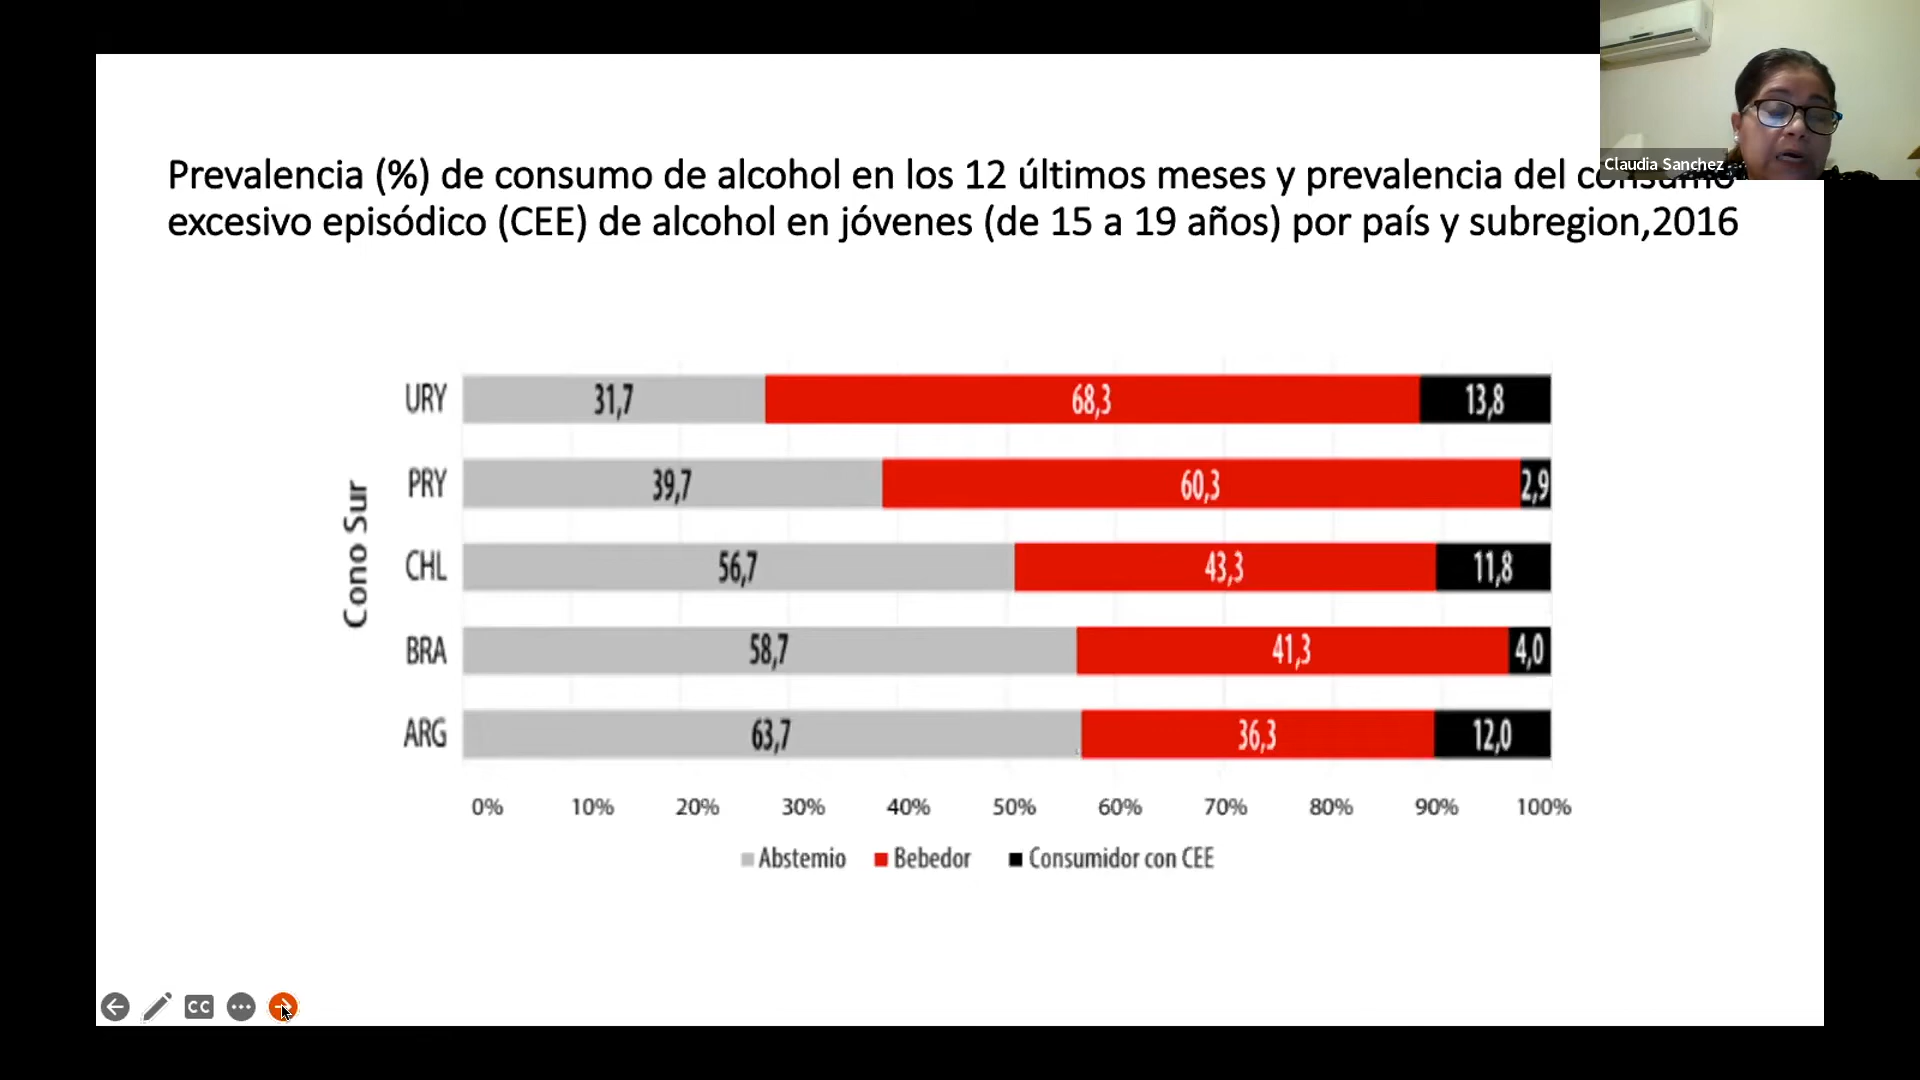 Claudia Sanchez
Prevalencia (%) de consumo de alcohol en los 12 últimos meses y prevalencia del consumo
excesivo episódico (CEE) de alcohol en jóvenes (de 15 a 19 años) por país y subregion,2016
Cono Sur
URY 31,7 68,3 13,8
PRY 39,7 60,3 2,9
CHL 56,7 43,3 11,8
BRA 58,7 41,3 4,0
ARG 63,7 36,3 12,0
0% 10% 20% 30% 40% 50% 60% 70% 80% 90% 100%
Abstemio Bebedor Consumidor con CEE
CC